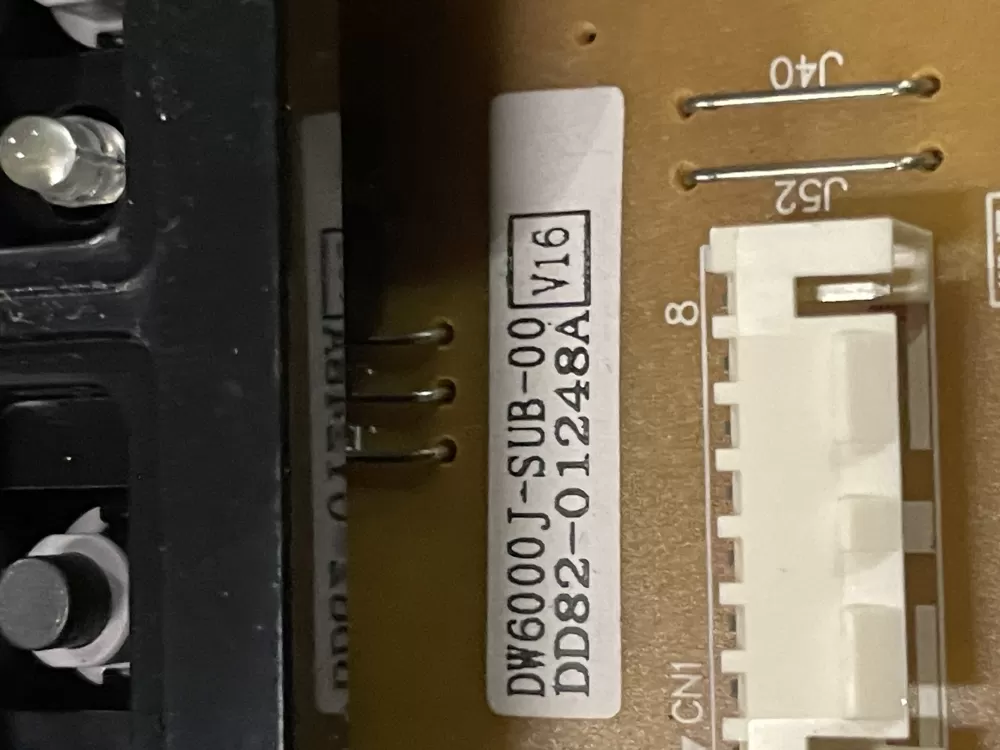 DW6000J-SUB-00 V16
DD82-01248A
J40
J52
8
CN1